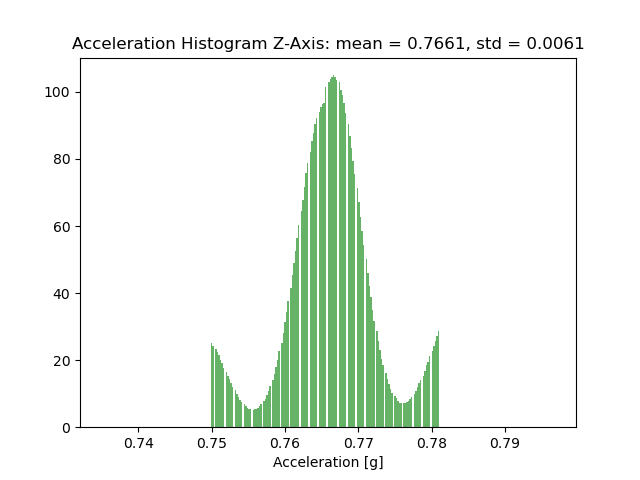 Acceleration Histogram Z-Axis: mean = 0.7661, std = 0.0061
100
80
60
40
20
0
0.74 0.75 0.76 0.77 0.78 0.79
Acceleration [g]